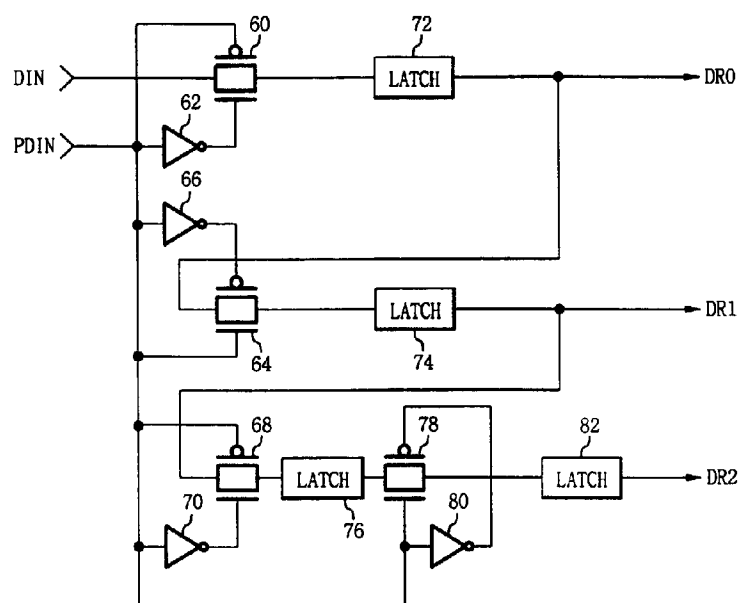 60
72
DIN
LATCH
DR0
62
PDIN
66
LATCH
DR1
64
74
68
78
82
LATCH
LATCH
DR2
70
76
80